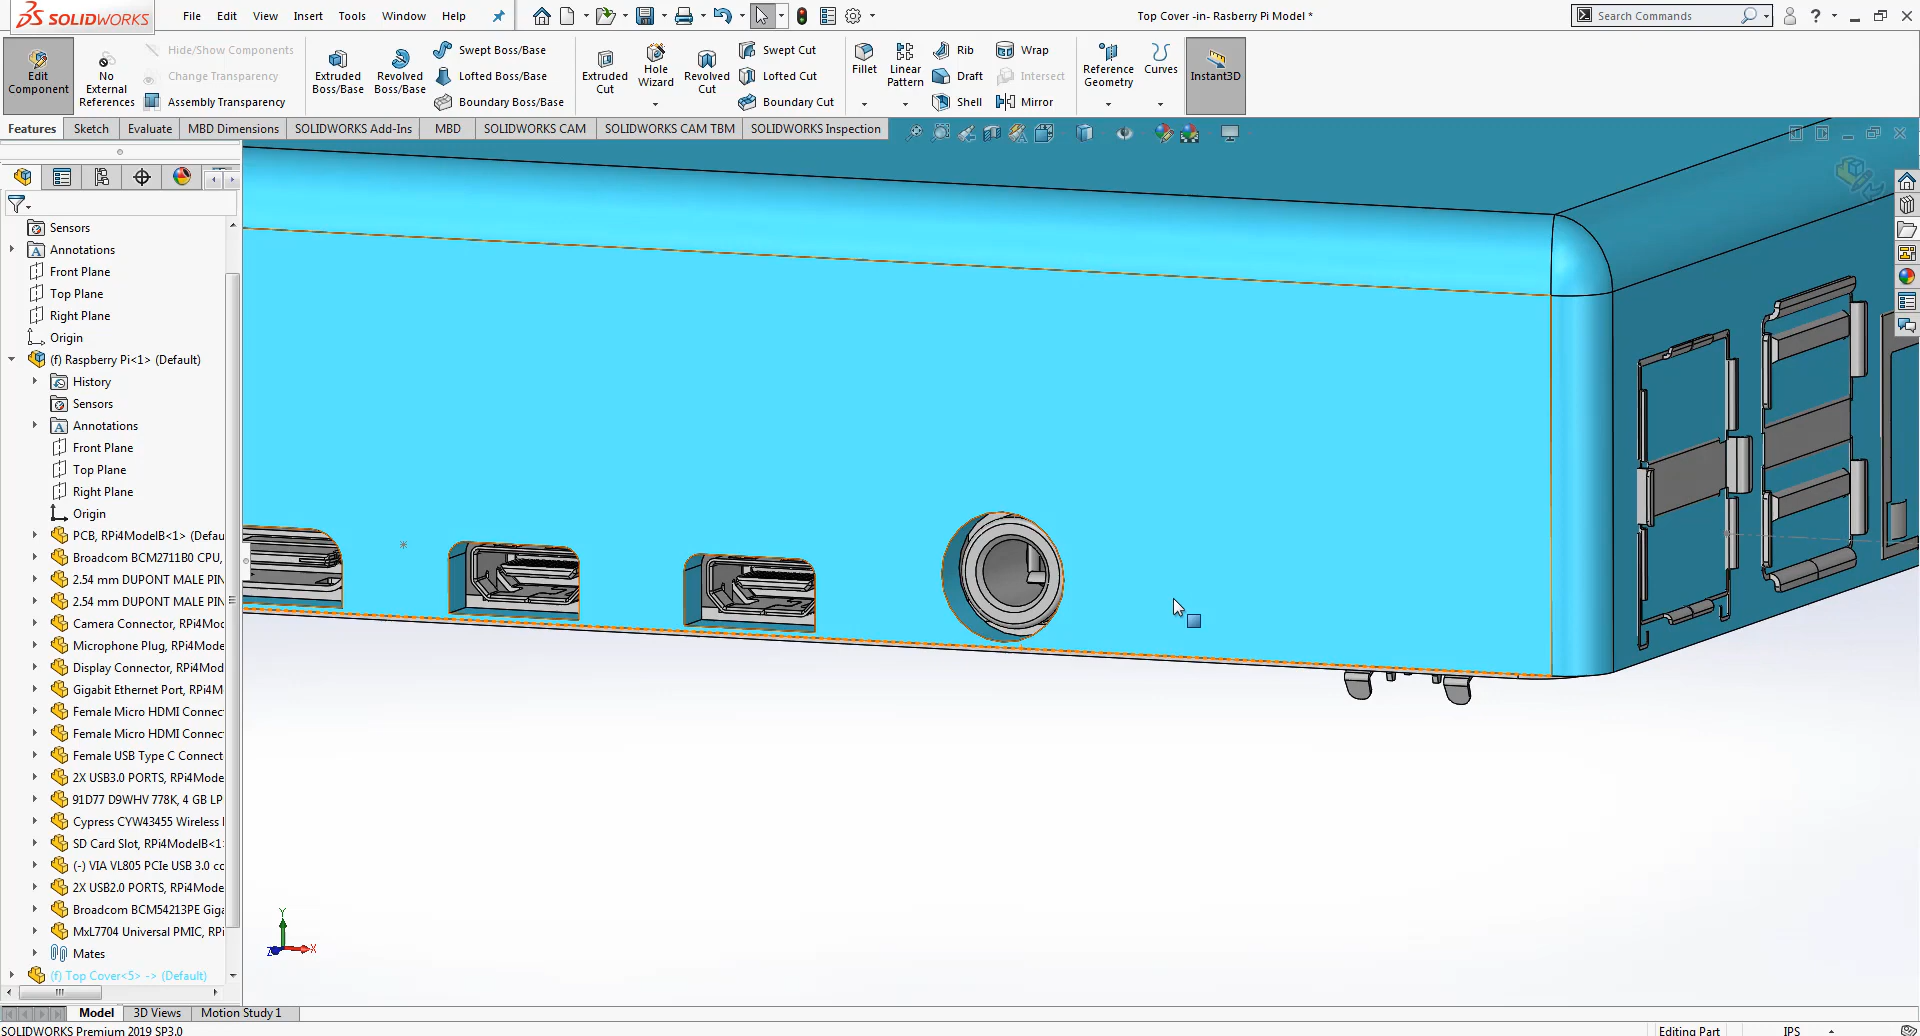 SOLIDWORKS
File Edit View Insert Tools Window Help
Top Cover -in- Rasberry Pi Model *
Search Commands
Edit Component
No External References
Hide/Show Components
Change Transparency
Assembly Transparency
Extruded Boss/Base
Revolved Boss/Base
Swept Boss/Base
Lofted Boss/Base
Boundary Boss/Base
Extruded Cut
Hole Wizard
Revolved Cut
Swept Cut
Lofted Cut
Boundary Cut
Fillet
Linear Pattern
Rib
Draft
Shell
Wrap
Intersect
Mirror
Reference Geometry
Curves
Instant3D
Features Sketch Evaluate MBD Dimensions SOLIDWORKS Add-Ins MBD SOLIDWORKS CAM SOLIDWORKS CAM TBM SOLIDWORKS Inspection
Sensors
Annotations
Front Plane
Top Plane
Right Plane
Origin
(f) Raspberry Pi<1> (Default)
History
Sensors
Annotations
Front Plane
Top Plane
Right Plane
Origin
PCB, RPi4ModelB<1> (Defau
Broadcom BCM2711B0 CPU,
2.54 mm DUPONT MALE PIN
2.54 mm DUPONT MALE PIN
Camera Connector, RPi4Moc
Microphone Plug, RPi4Mode
Display Connector, RPi4Mod
Gigabit Ethernet Port, RPi4M
Female Micro HDMI Connec
Female Micro HDMI Connec
Female USB Type C Connect
2X USB3.0 PORTS, RPi4Mode
91D77 D9WHV 778K, 4 GB LP
Cypress CYW43455 Wireless
SD Card Slot, RPi4ModelB<1
(-) VIA VL805 PCIe USB 3.0 cc
2X USB2.0 PORTS, RPi4Mode
Broadcom BCM54213PE Giga
MxL7704 Universal PMIC, RPi
Mates
(f) Top Cover<5> -> (Default)
Y
Z
X
Model 3D Views Motion Study 1
SOLIDWORKS Premium 2019 SP3.0
Editing Part
IPS